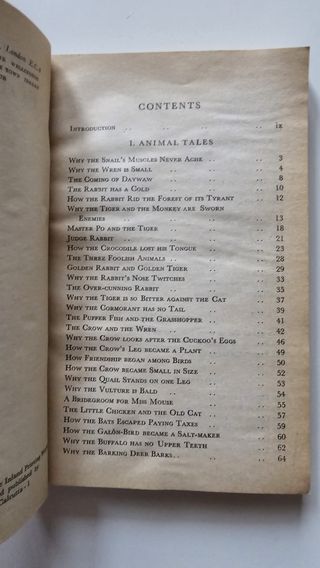 London E.C.4
CONTENTS
Introduction .. .. .. .. ix
I. ANIMAL TALES
Why the Snail's Muscles Never Ache .. 3
Why the Wren is Small .. .. 4
The Coming of Daywaw .. .. 8
The Rabbit has a Cold .. .. 10
How the Rabbit Rid the Forest of its Tyrant .. 12
Why the Tiger and the Monkey are Sworn
Enemies .. .. .. 13
Master Po and the Tiger .. .. 18
Judge Rabbit .. .. .. 21
How the Crocodile lost his Tongue .. .. 23
The Three Foolish Animals .. .. 28
Golden Rabbit and Golden Tiger .. .. 29
Why the Rabbit's Nose Twitches .. .. 33
The Over-cunning Rabbit .. .. 35
Why the Tiger is so Bitter against the Cat .. 37
Why the Cormorant has no Tail .. .. 39
The Puffer Fish and the Grasshopper .. .. 41
The Crow and the Wren .. .. 42
Why the Crow looks after the Cuckoo's Eggs .. 46
How the Crow's Leg became a Plant .. .. 49
How Friendship began among Birds .. .. 50
How the Crow became Small in Size .. .. 52
Why the Quail Stands on one Leg .. .. 53
Why the Vulture is Bald .. .. 54
A Bridegroom for Miss Mouse .. .. 55
The Little Chicken and the Old Cat .. .. 57
How the Bats Escaped Paying Taxes .. .. 59
How the Galôn-Bird became a Salt-maker .. 60
Why the Buffalo has no Upper Teeth .. .. 62
Why the Barking Deer Barks .. .. 64
Inland Printing
published by
Calcutta-1